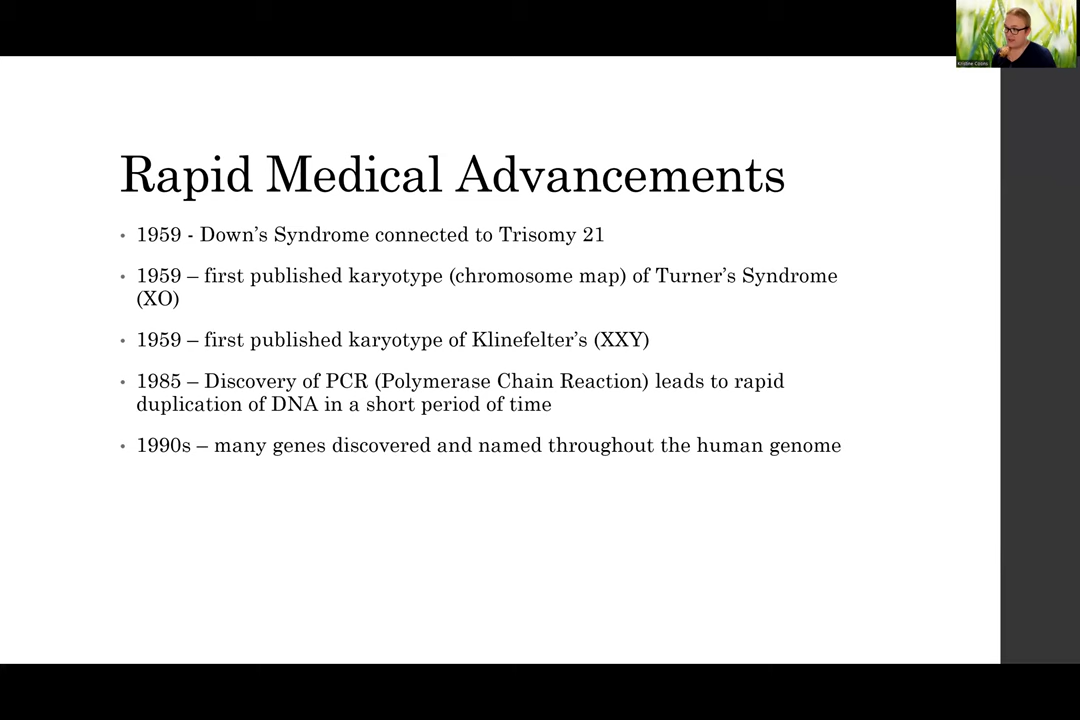 Kristine Collins
Rapid Medical Advancements
• 1959 - Down’s Syndrome connected to Trisomy 21
• 1959 – first published karyotype (chromosome map) of Turner’s Syndrome
(XO)
• 1959 – first published karyotype of Klinefelter’s (XXY)
• 1985 – Discovery of PCR (Polymerase Chain Reaction) leads to rapid
duplication of DNA in a short period of time
• 1990s – many genes discovered and named throughout the human genome